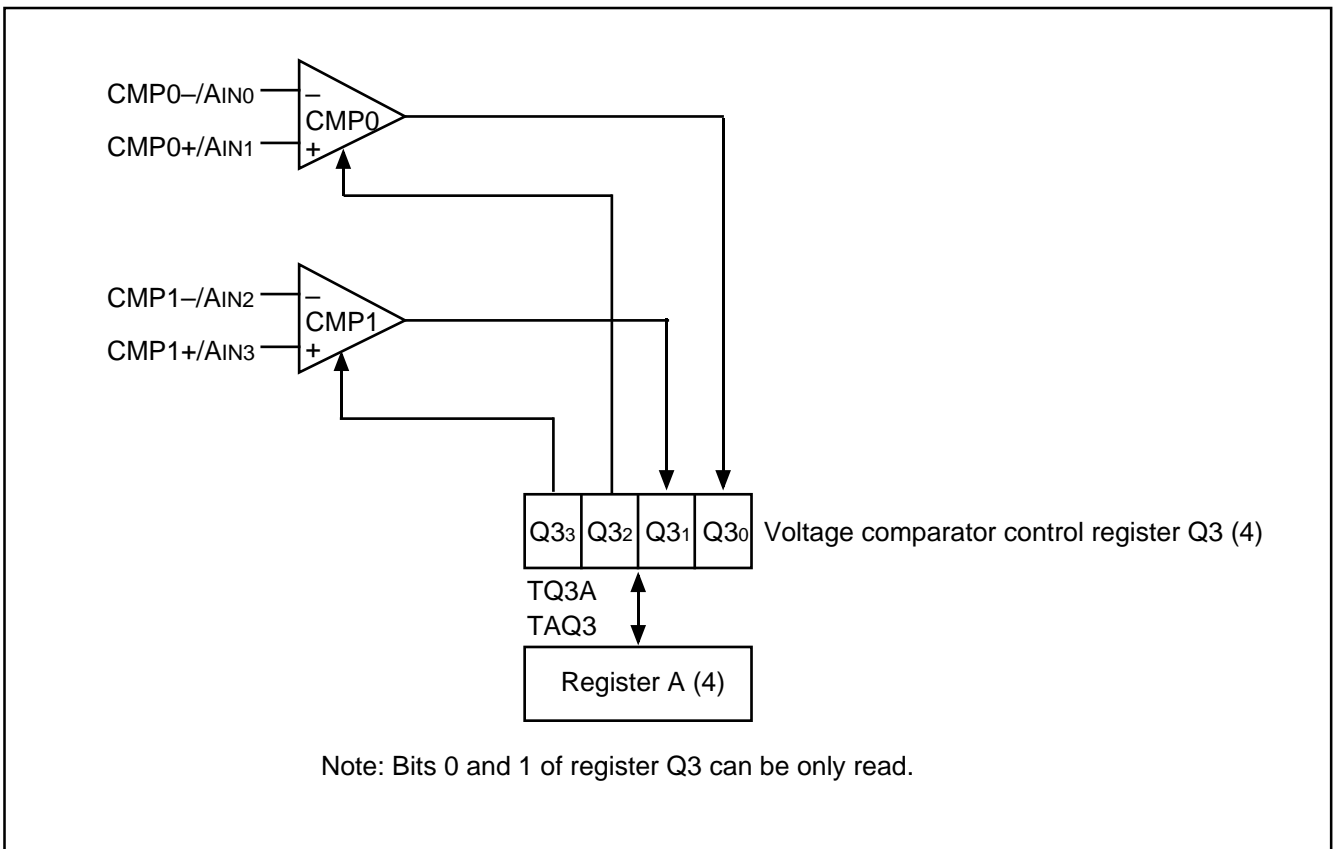 CMP0–/AIN0
–
CMP0
CMP0+/AIN1
+
CMP1–/AIN2
–
CMP1
CMP1+/AIN3
+
Q33 Q32 Q31 Q30 Voltage comparator control register Q3 (4)
TQ3A
TAQ3
Register A (4)
Note: Bits 0 and 1 of register Q3 can be only read.